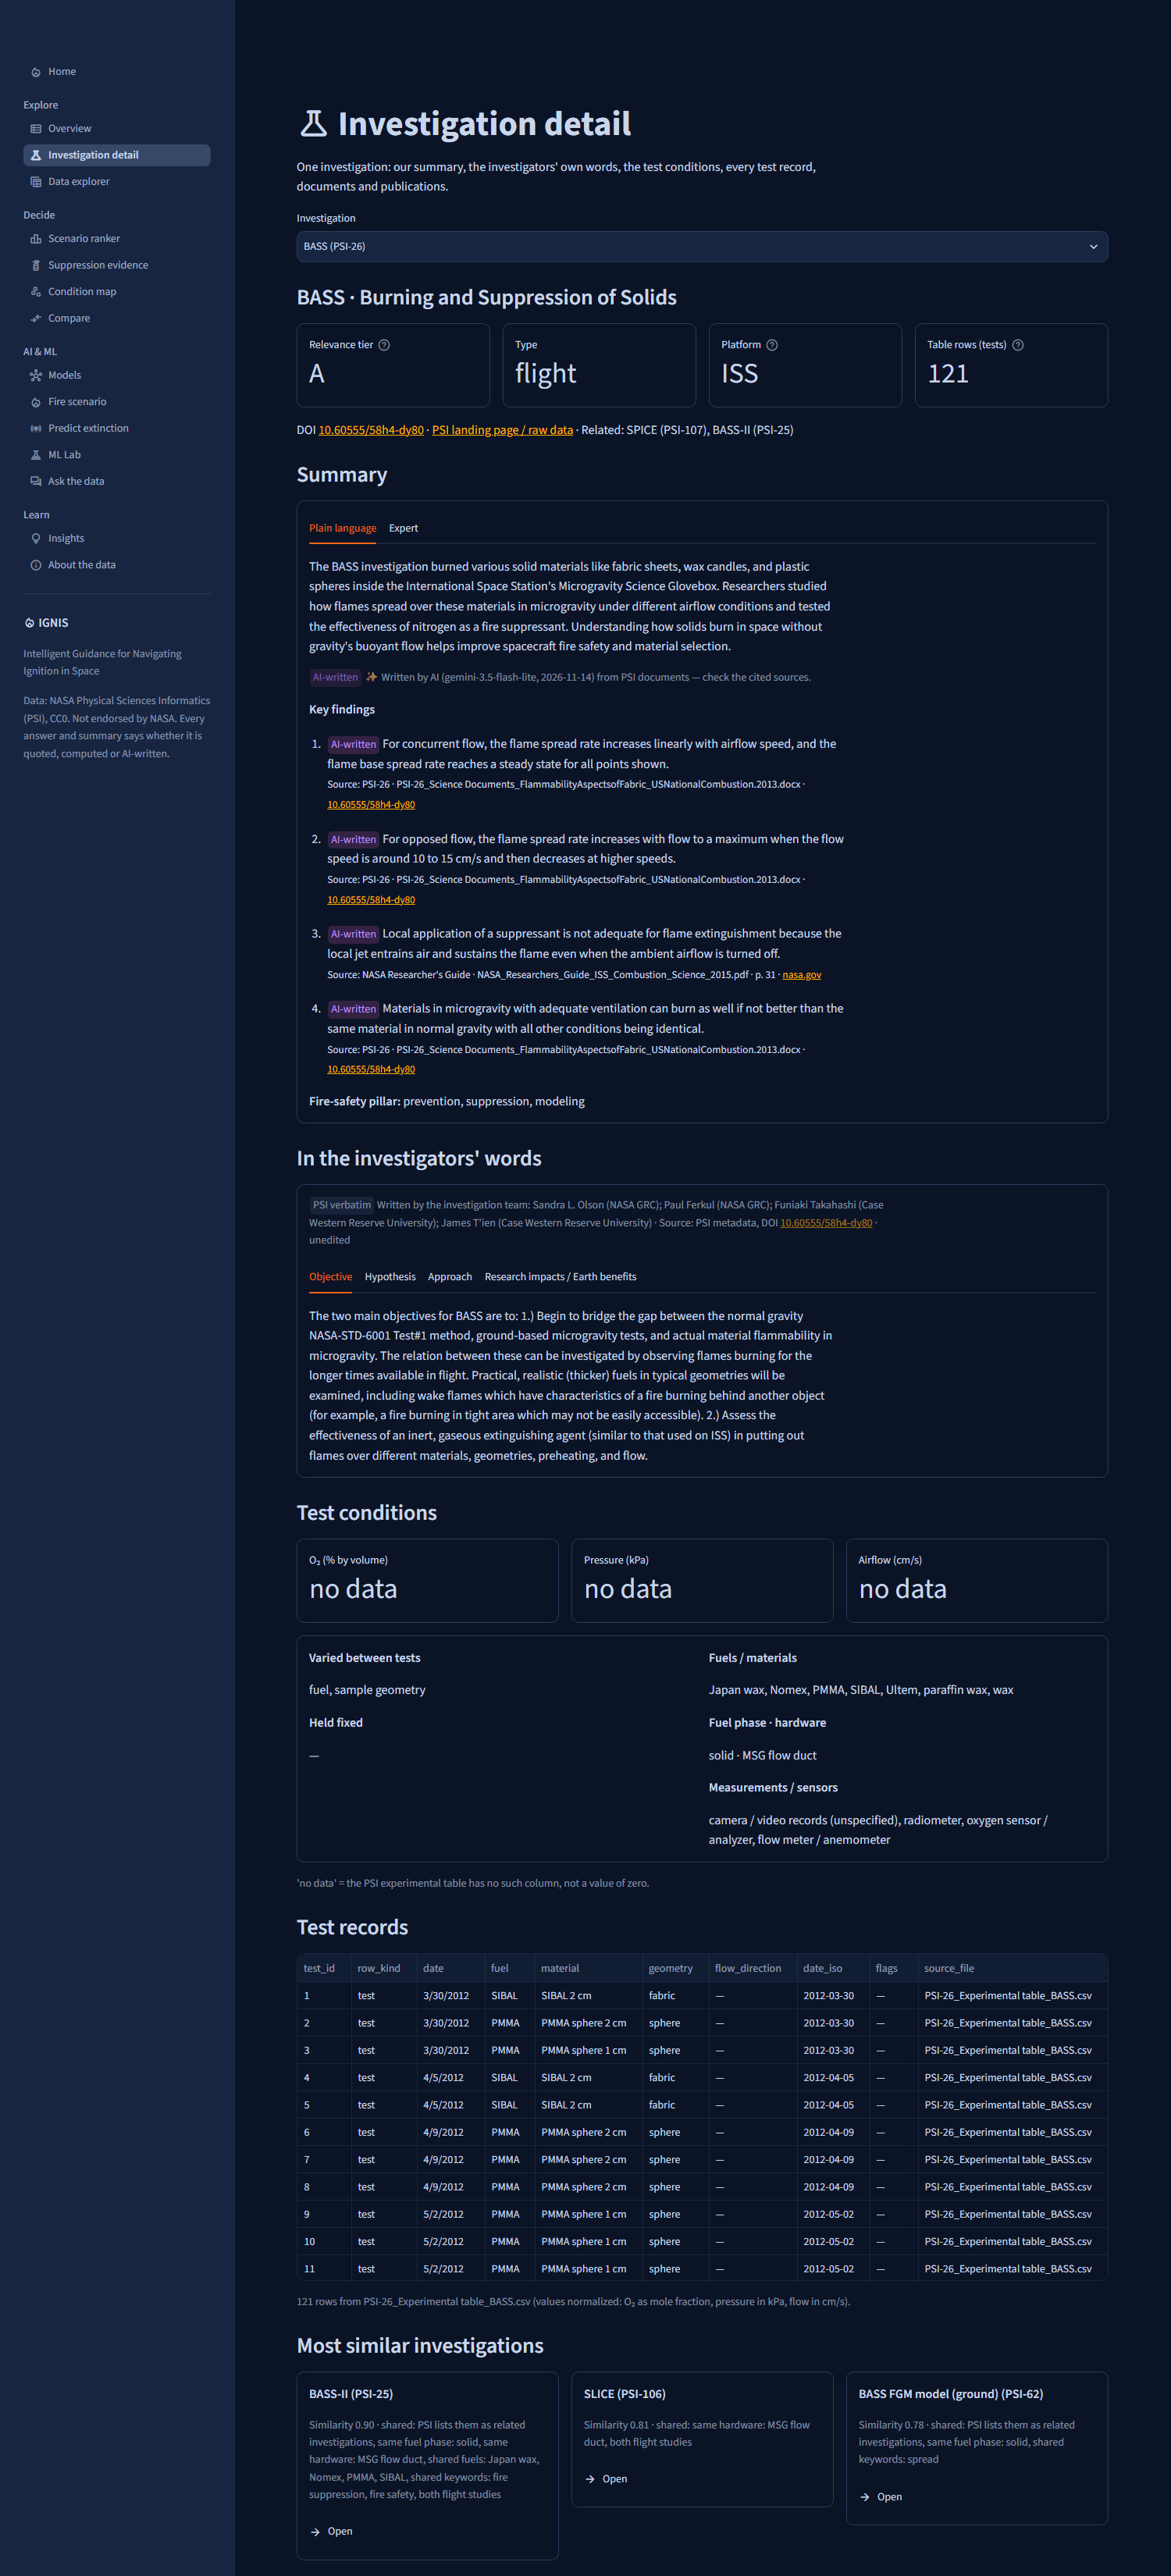 Home
Explore
Overview
Investigation detail
Data explorer
Decide
Scenario ranker
Suppression evidence
Condition map
Compare
AI & ML
Models
Fire scenario
Predict extinction
ML Lab
Ask the data
Learn
Insights
About the data
IGNIS
Intelligent Guidance for Navigating
Ignition in Space
Data: NASA Physical Sciences Informatics
(PSI), CC0. Not endorsed by NASA. Every
answer and summary says whether it is
quoted, computed or AI-written.
Investigation detail
One investigation: our summary, the investigators' own words, the test conditions, every test record,
documents and publications.
Investigation
BASS (PSI-26)
BASS · Burning and Suppression of Solids
Relevance tier
A
Type
flight
Platform
ISS
Table rows (tests)
121
DOI 10.60555/58h4-dy80 · PSI landing page / raw data · Related: SPICE (PSI-107), BASS-II (PSI-25)
Summary
Plain language Expert
The BASS investigation burned various solid materials like fabric sheets, wax candles, and plastic
spheres inside the International Space Station's Microgravity Science Glovebox. Researchers studied
how flames spread over these materials in microgravity under different airflow conditions and tested
the effectiveness of nitrogen as a fire suppressant. Understanding how solids burn in space without
gravity's buoyant flow helps improve spacecraft fire safety and material selection.
AI-written ✨ Written by AI (gemini-3.5-flash-lite, 2026-11-14) from PSI documents — check the cited sources.
Key findings
1. AI-written For concurrent flow, the flame spread rate increases linearly with airflow speed, and the
flame base spread rate reaches a steady state for all points shown.
Source: PSI-26 · PSI-26_Science Documents_FlammabilityAspectsofFabric_USNationalCombustion.2013.docx ·
10.60555/58h4-dy80
2. AI-written For opposed flow, the flame spread rate increases with flow to a maximum when the flow
speed is around 10 to 15 cm/s and then decreases at higher speeds.
Source: PSI-26 · PSI-26_Science Documents_FlammabilityAspectsofFabric_USNationalCombustion.2013.docx ·
10.60555/58h4-dy80
3. AI-written Local application of a suppressant is not adequate for flame extinguishment because the
local jet entrains air and sustains the flame even when the ambient airflow is turned off.
Source: NASA Researcher's Guide · NASA_Researchers_Guide_ISS_Combustion_Science_2015.pdf · p. 31 · nasa.gov
4. AI-written Materials in microgravity with adequate ventilation can burn as well if not better than the
same material in normal gravity with all other conditions being identical.
Source: PSI-26 · PSI-26_Science Documents_FlammabilityAspectsofFabric_USNationalCombustion.2013.docx ·
10.60555/58h4-dy80
Fire-safety pillar: prevention, suppression, modeling
In the investigators' words
PSI verbatim Written by the investigation team: Sandra L. Olson (NASA GRC); Paul Ferkul (NASA GRC); Funiaki Takahashi (Case
Western Reserve University); James T'ien (Case Western Reserve University) · Source: PSI metadata, DOI 10.60555/58h4-dy80 ·
unedited
Objective Hypothesis Approach Research impacts / Earth benefits
The two main objectives for BASS are to: 1.) Begin to bridge the gap between the normal gravity
NASA-STD-6001 Test#1 method, ground-based microgravity tests, and actual material flammability in
microgravity. The relation between these can be investigated by observing flames burning for the
longer times available in flight. Practical, realistic (thicker) fuels in typical geometries will be
examined, including wake flames which have characteristics of a fire burning behind another object
(for example, a fire burning in tight area which may not be easily accessible). 2.) Assess the
effectiveness of an inert, gaseous extinguishing agent (similar to that used on ISS) in putting out
flames over different materials, geometries, preheating, and flow.
Test conditions
O₂ (% by volume)
no data
Pressure (kPa)
no data
Airflow (cm/s)
no data
Varied between tests
fuel, sample geometry
Held fixed
—
Fuels / materials
Japan wax, Nomex, PMMA, SIBAL, Ultem, paraffin wax, wax
Fuel phase · hardware
solid · MSG flow duct
Measurements / sensors
camera / video records (unspecified), radiometer, oxygen sensor /
analyzer, flow meter / anemometer
'no data' = the PSI experimental table has no such column, not a value of zero.
Test records
test_id row_kind date fuel material geometry flow_direction date_iso flags source_file
1 test 3/30/2012 SIBAL SIBAL 2 cm fabric — 2012-03-30 — PSI-26_Experimental table_BASS.csv
2 test 3/30/2012 PMMA PMMA sphere 2 cm sphere — 2012-03-30 — PSI-26_Experimental table_BASS.csv
3 test 3/30/2012 PMMA PMMA sphere 1 cm sphere — 2012-03-30 — PSI-26_Experimental table_BASS.csv
4 test 4/5/2012 SIBAL SIBAL 2 cm fabric — 2012-04-05 — PSI-26_Experimental table_BASS.csv
5 test 4/5/2012 SIBAL SIBAL 2 cm fabric — 2012-04-05 — PSI-26_Experimental table_BASS.csv
6 test 4/9/2012 PMMA PMMA sphere 2 cm sphere — 2012-04-09 — PSI-26_Experimental table_BASS.csv
7 test 4/9/2012 PMMA PMMA sphere 2 cm sphere — 2012-04-09 — PSI-26_Experimental table_BASS.csv
8 test 4/9/2012 PMMA PMMA sphere 2 cm sphere — 2012-04-09 — PSI-26_Experimental table_BASS.csv
9 test 5/2/2012 PMMA PMMA sphere 1 cm sphere — 2012-05-02 — PSI-26_Experimental table_BASS.csv
10 test 5/2/2012 PMMA PMMA sphere 1 cm sphere — 2012-05-02 — PSI-26_Experimental table_BASS.csv
11 test 5/2/2012 PMMA PMMA sphere 1 cm sphere — 2012-05-02 — PSI-26_Experimental table_BASS.csv
121 rows from PSI-26_Experimental table_BASS.csv (values normalized: O₂ as mole fraction, pressure in kPa, flow in cm/s).
Most similar investigations
BASS-II (PSI-25)
Similarity 0.90 · shared: PSI lists them as related
investigations, same fuel phase: solid, same
hardware: MSG flow duct, shared fuels: Japan wax,
Nomex, PMMA, SIBAL, shared keywords: fire
suppression, fire safety, both flight studies
Open
SLICE (PSI-106)
Similarity 0.81 · shared: same hardware: MSG flow
duct, both flight studies
Open
BASS FGM model (ground) (PSI-62)
Similarity 0.78 · shared: PSI lists them as related
investigations, same fuel phase: solid, shared
keywords: spread
Open